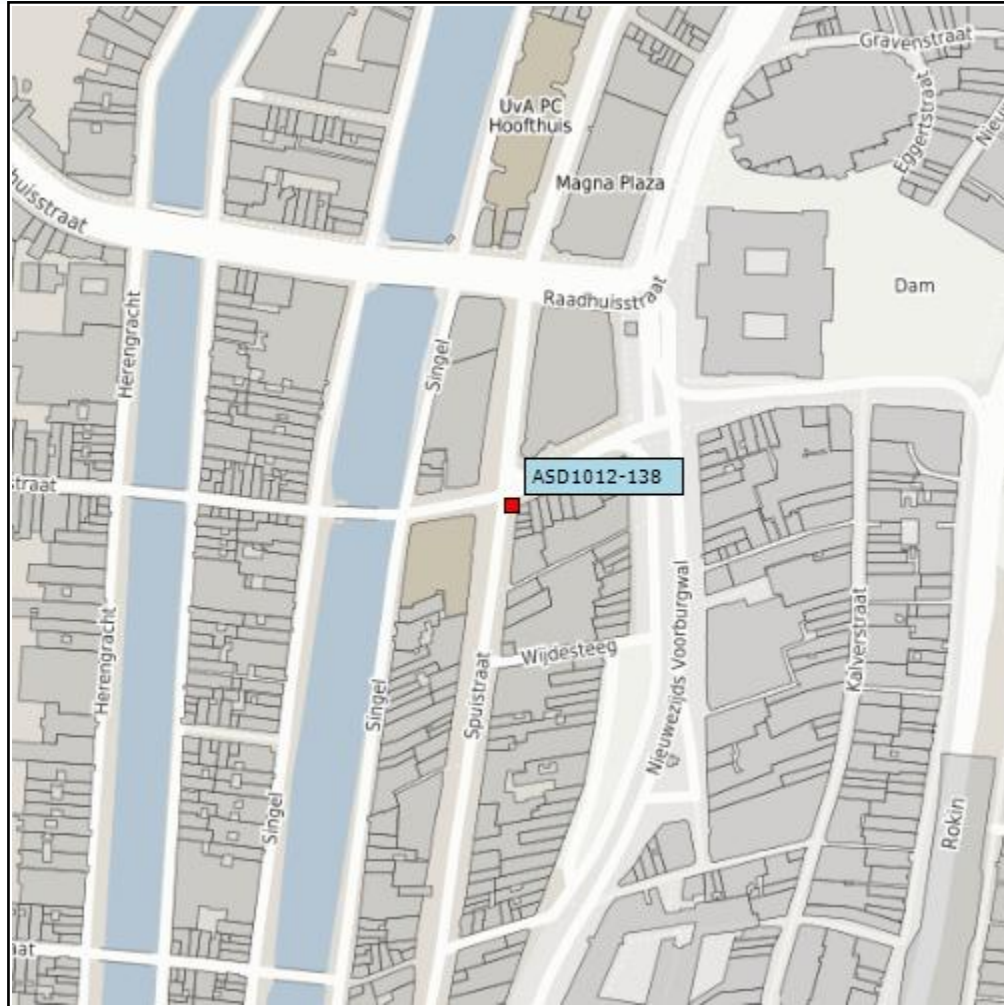 Gravenstraat
Eggertstraat
UvA PC
Hoofthuis
Magna Plaza
huisstraat
Dam
Raadhuisstraat
Herengracht
Singel
ASD1012-138
straat
Nieuwezijds Voorburgwal
Kalverstraat
Wijdesteeg
Herengracht
Singel
Spuistraat
Singel
Rokin
aat